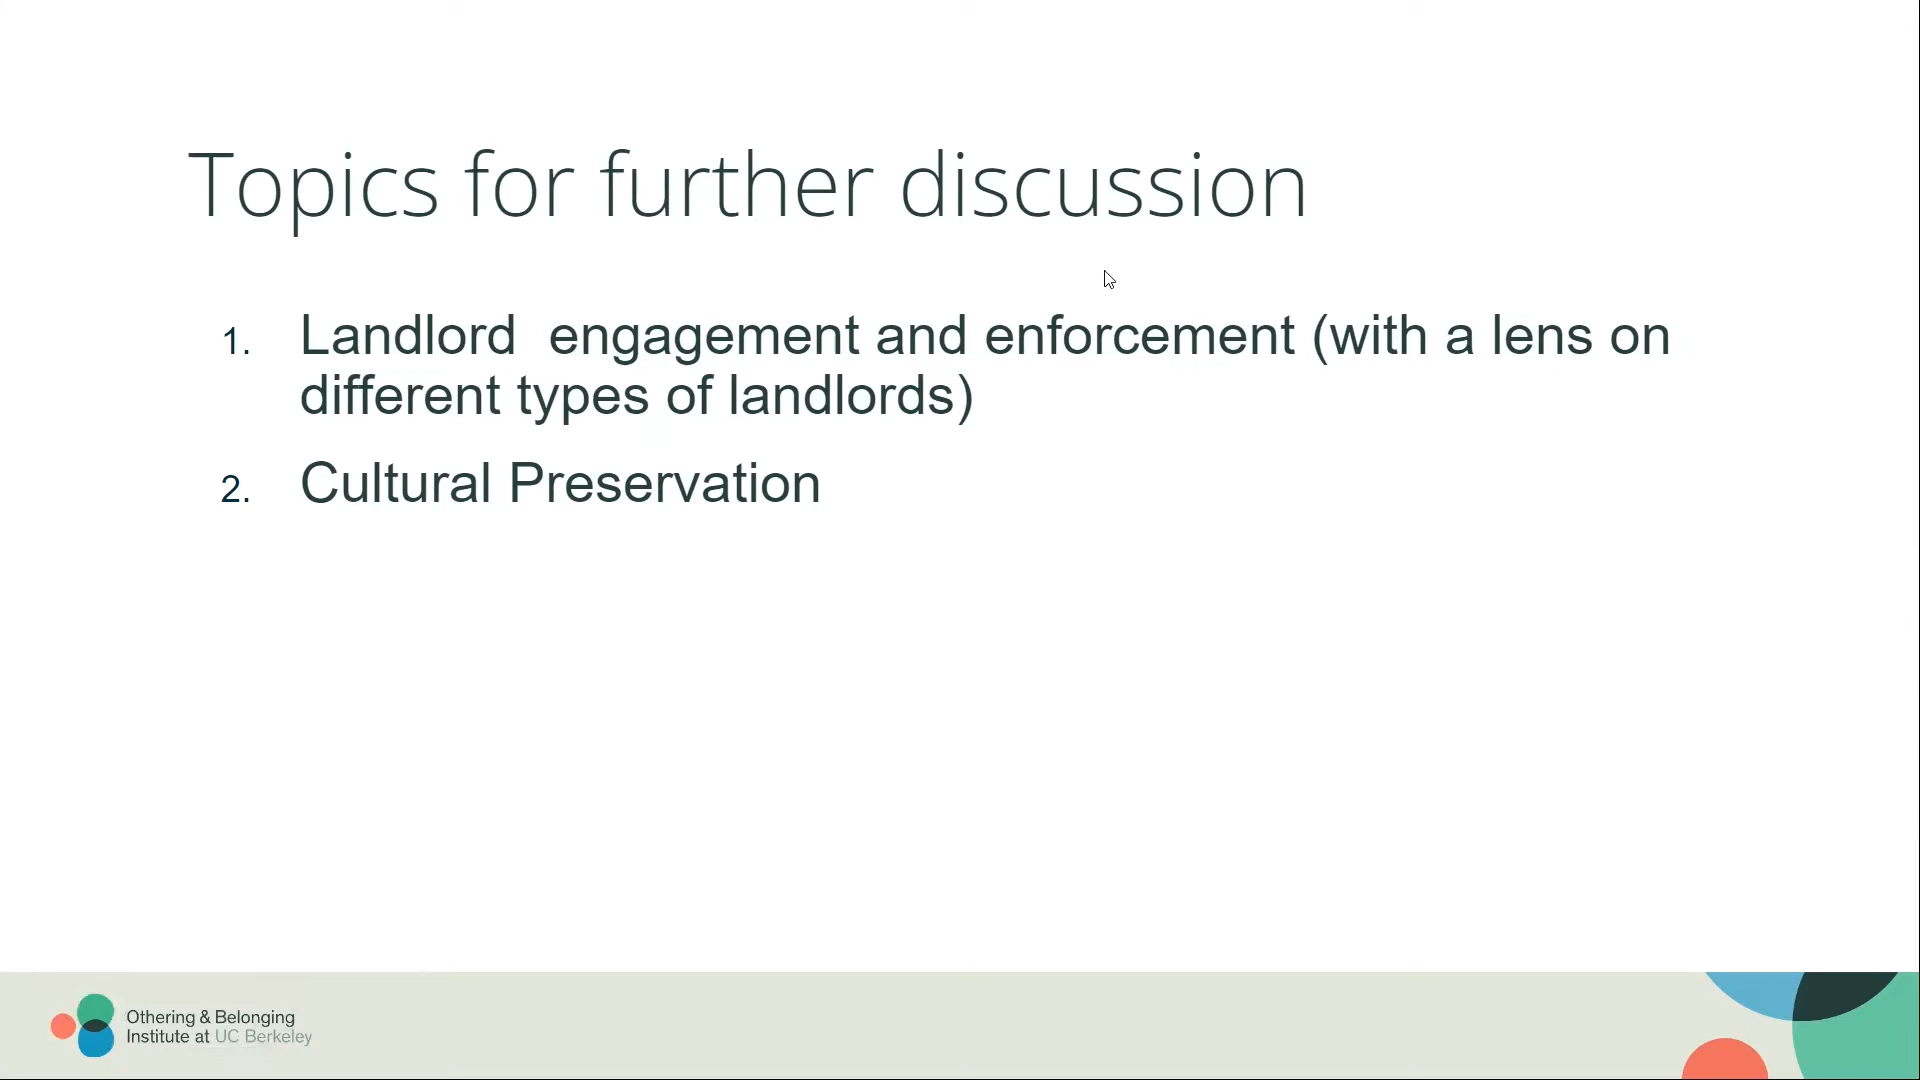 Topics for further discussion
1. Landlord  engagement and enforcement (with a lens on
different types of landlords)
2. Cultural Preservation
Othering & Belonging
Institute at UC Berkeley